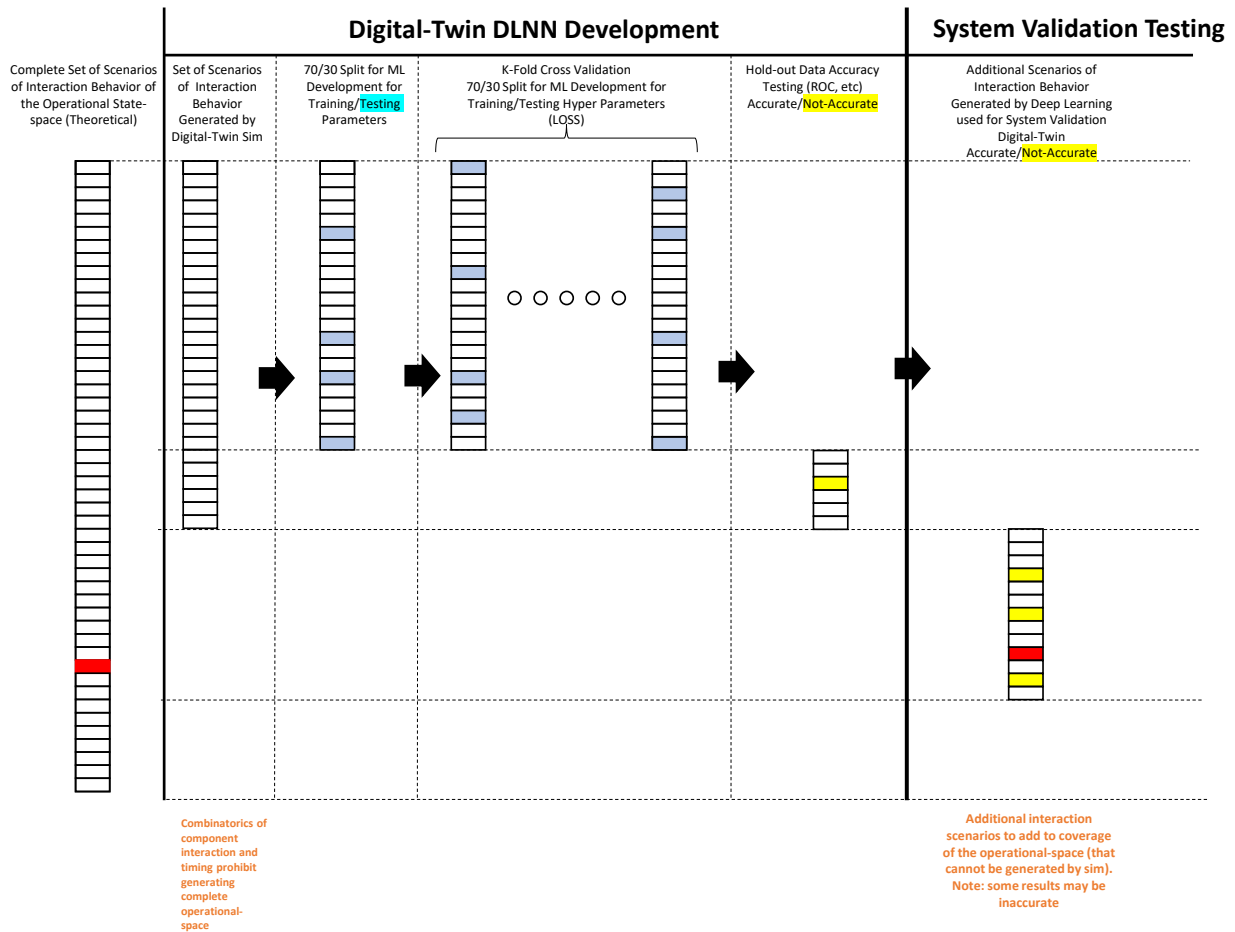 Digital-Twin DLNN Development
System Validation Testing
Complete Set of Scenarios
of Interaction Behavior of
the Operational State-
space (Theoretical)
Set of Scenarios
of Interaction
Behavior
Generated by
Digital-Twin Sim
70/30 Split for ML
Development for
Training/Testing
Parameters
K-Fold Cross Validation
70/30 Split for ML Development for
Training/Testing Hyper Parameters
(LOSS)
Hold-out Data Accuracy
Testing (ROC, etc)
Accurate/Not-Accurate
Additional Scenarios of
Interaction Behavior
Generated by Deep Learning
used for System Validation
Digital-Twin
Accurate/Not-Accurate
Combinatorics of
component
interaction and
timing prohibit
generating
complete
operational-
space
Additional interaction
scenarios to add to coverage
of the operational-space (that
cannot be generated by sim).
Note: some results may be
inaccurate